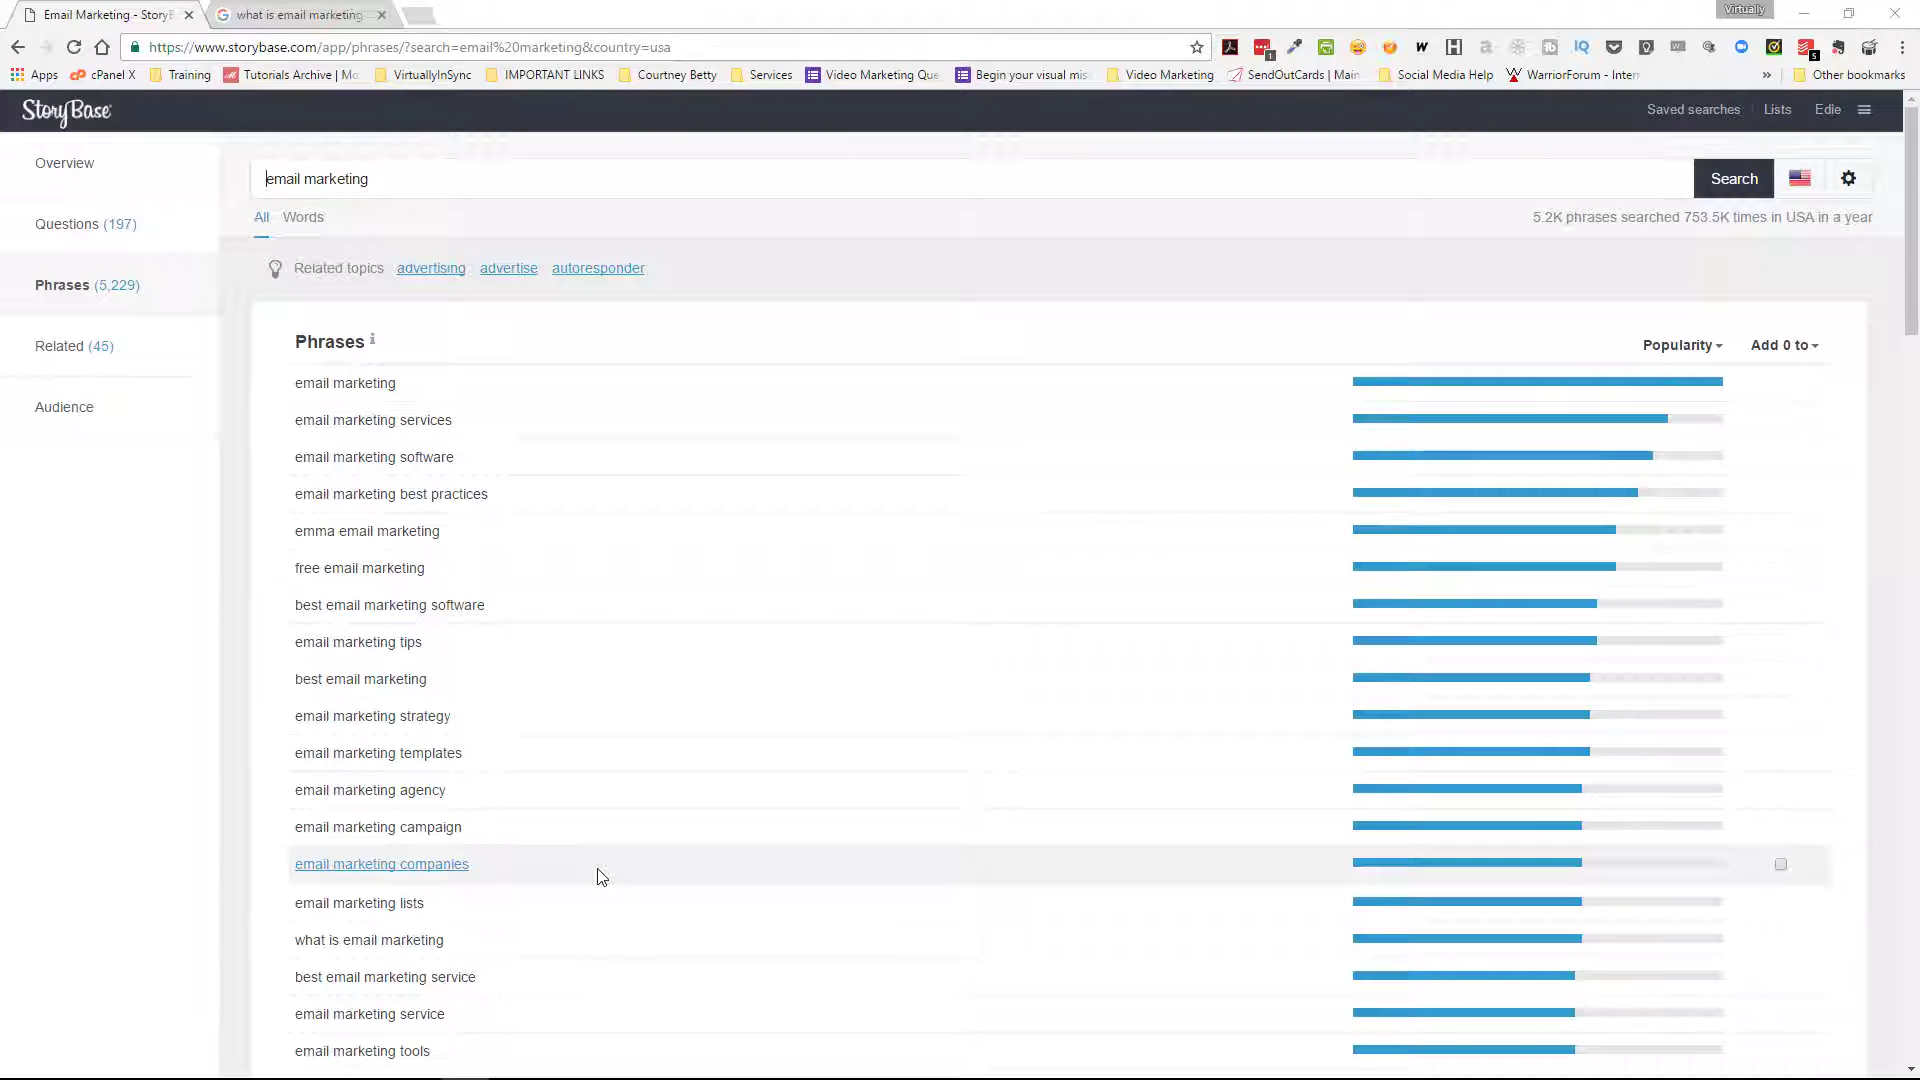 Email Marketing - StoryB
what is email marketing
Virtually
https://www.storybase.com/app/phrases/?search=email%20marketing&country=usa
Apps
cPanel X
Training
Tutorials Archive | Mo
VirtuallyInSync
IMPORTANT LINKS
Courtney Betty
Services
Video Marketing Que
Begin your visual mis
Video Marketing
SendOutCards | Main
Social Media Help
WarriorForum - Inter
»
Other bookmarks
StoryBase
Saved searches
Lists
Edie
Overview
email marketing
Search
Questions (197)
All
Words
5.2K phrases searched 753.5K times in USA in a year
Related topics
advertising
advertise
autoresponder
Phrases (5,229)
Related (45)
Audience
Phrases i
Popularity
Add 0 to
email marketing
email marketing services
email marketing software
email marketing best practices
emma email marketing
free email marketing
best email marketing software
email marketing tips
best email marketing
email marketing strategy
email marketing templates
email marketing agency
email marketing campaign
email marketing companies
email marketing lists
what is email marketing
best email marketing service
email marketing service
email marketing tools